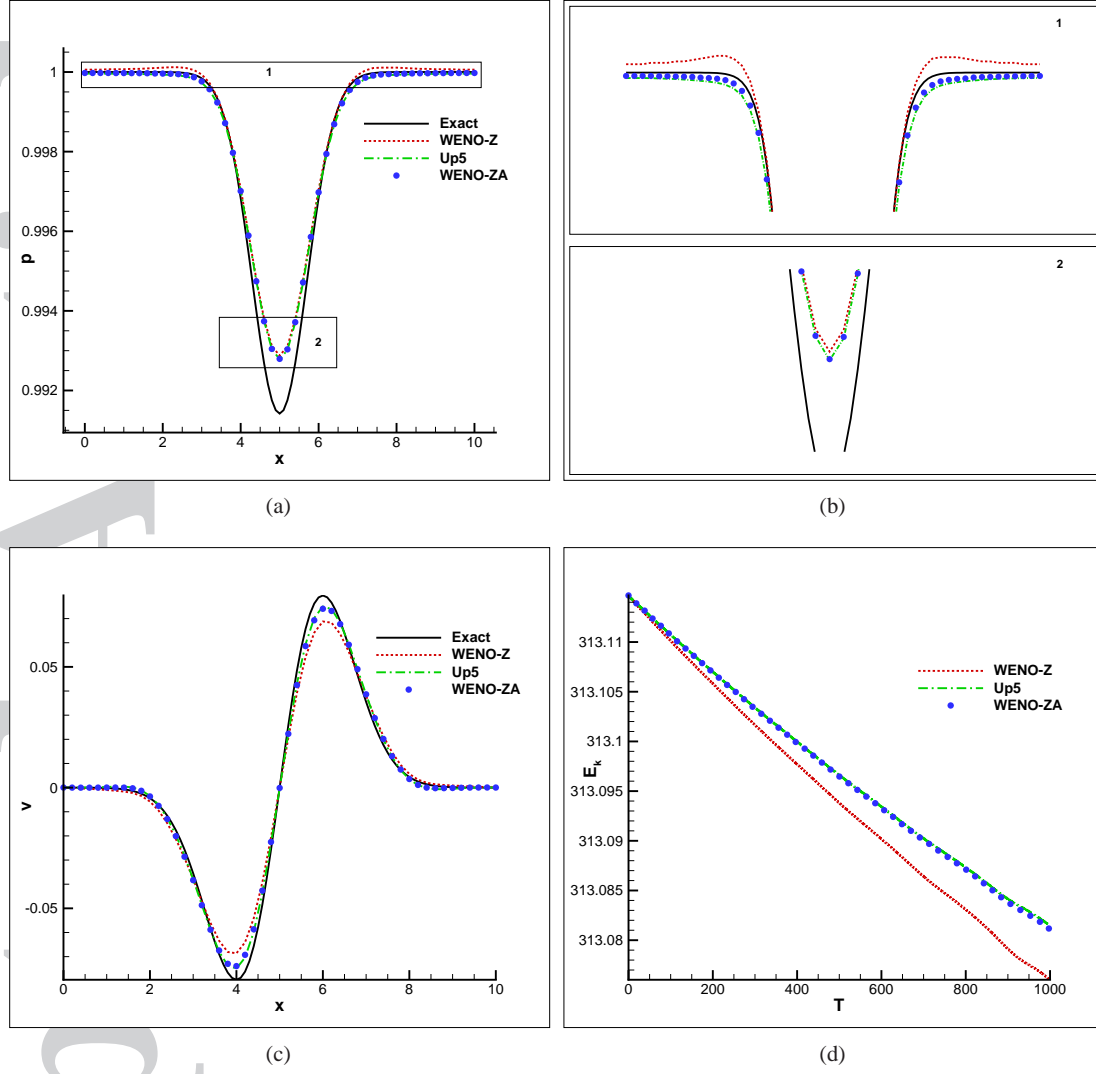 1
1
Exact
WENO-Z
Up5
WENO-ZA
0.998
0.996
p
0.994
2
0.992
0 2 4 6 8 10
x
(a)
1
2
(b)
Exact
WENO-Z
Up5
WENO-ZA
0.05
0
v
-0.05
0 2 4 6 8 10
x
(c)
313.11
WENO-Z
Up5
WENO-ZA
313.105
313.1
Ek
313.095
313.09
313.085
313.08
0 200 400 600 800 1000
T
(d)